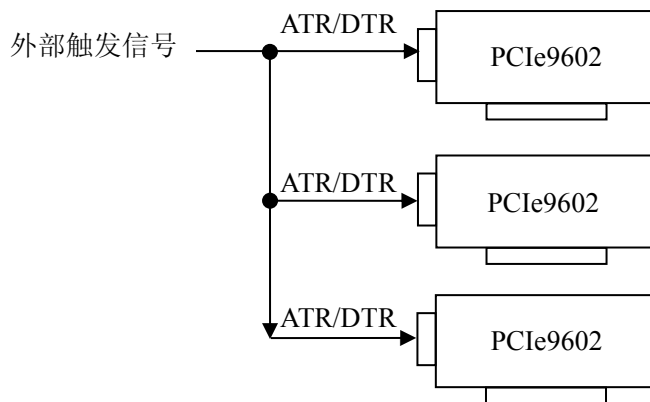 ATR/DTR
外部触发信号
PCIe9602
ATR/DTR
PCIe9602
ATR/DTR
PCIe9602